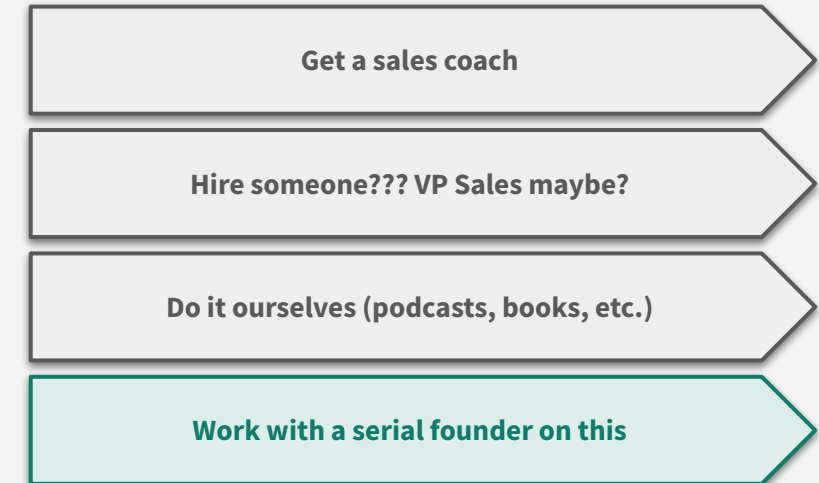 Get a sales coach
Hire someone??? VP Sales maybe?
Do it ourselves (podcasts, books, etc.)
Work with a serial founder on this